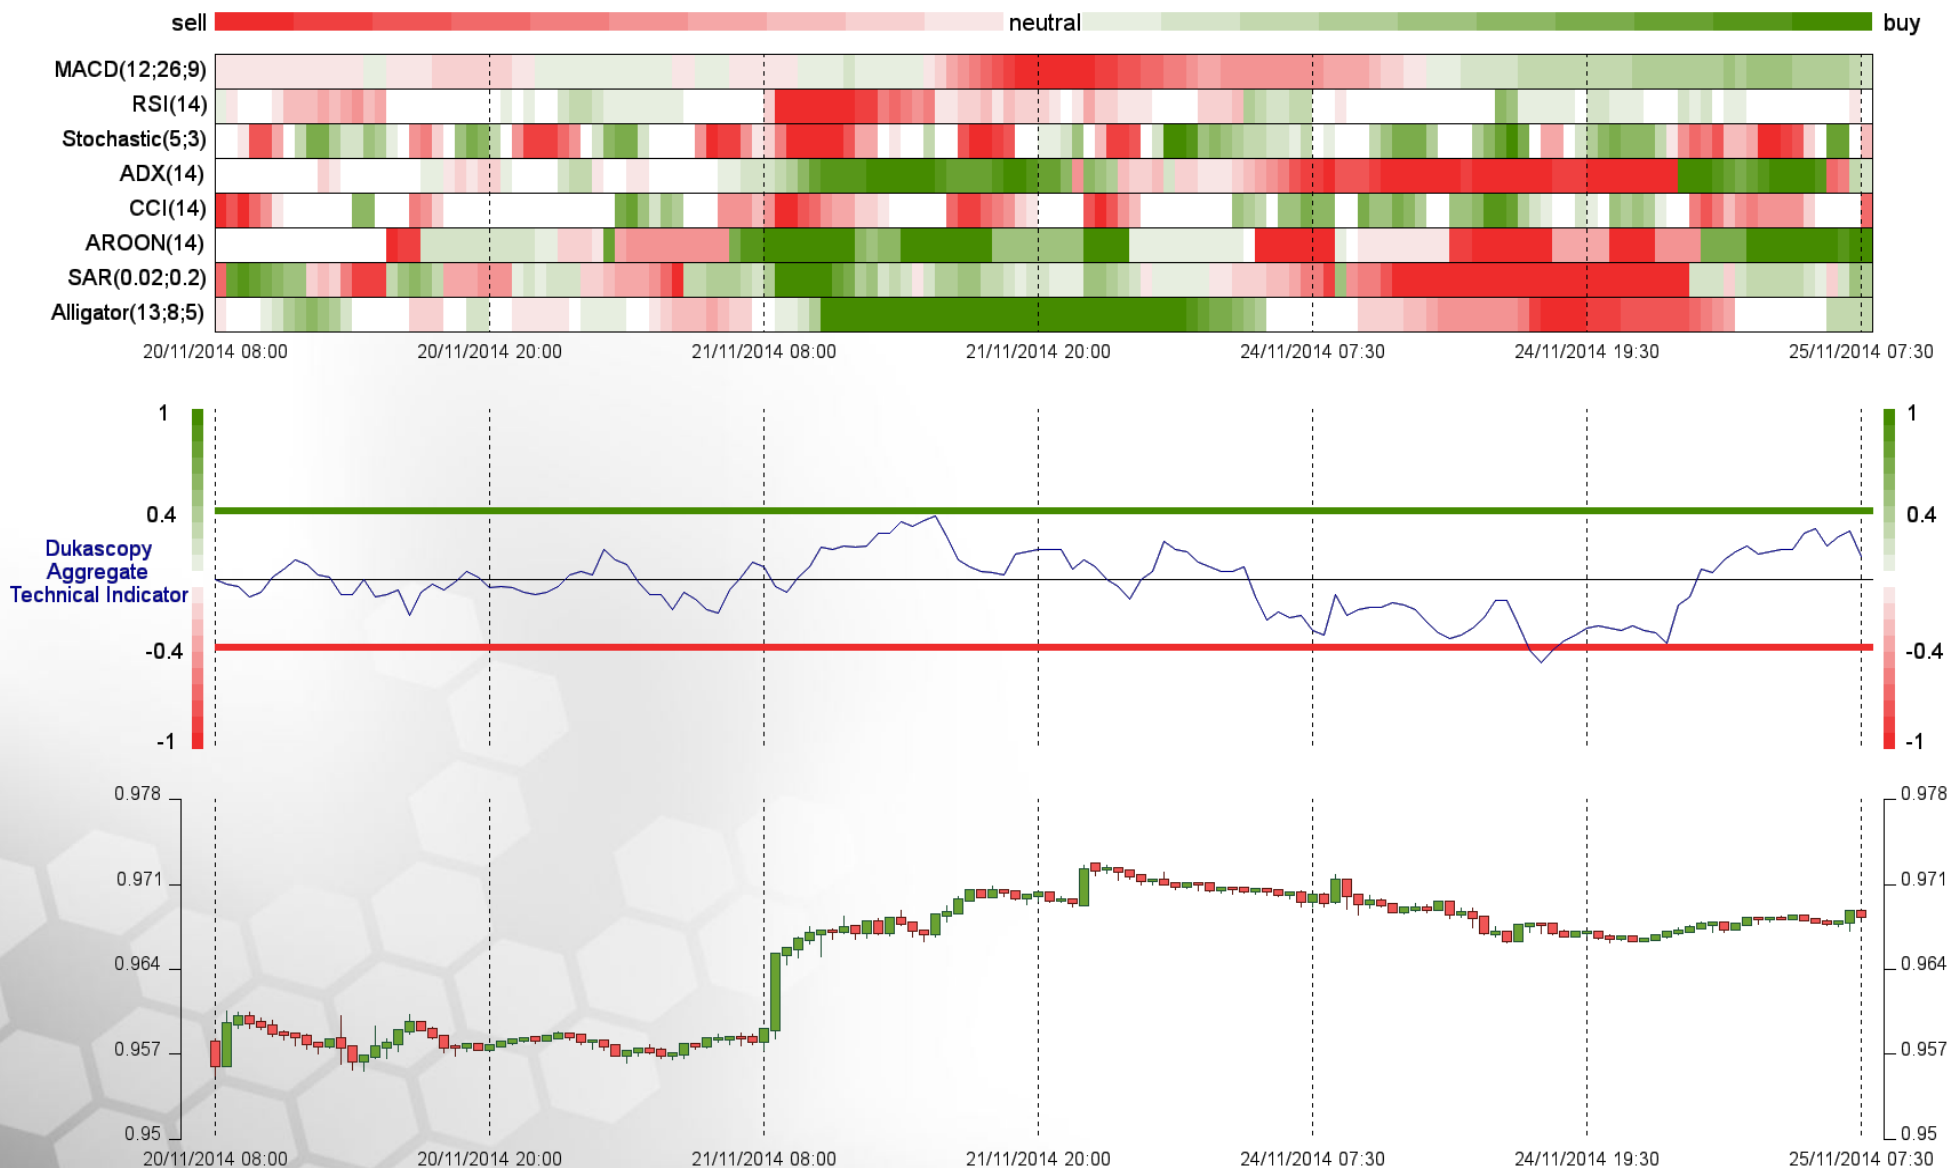 sell neutral buy
MACD(12;26;9)
RSI(14)
Stochastic(5;3)
ADX(14)
CCI(14)
AROON(14)
SAR(0.02;0.2)
Alligator(13;8;5)
20/11/2014 08:00 20/11/2014 20:00 21/11/2014 08:00 21/11/2014 20:00 24/11/2014 07:30 24/11/2014 19:30 25/11/2014 07:30
1 1
0.4 0.4
Dukascopy
Aggregate
Technical Indicator
-0.4 -0.4
-1 -1
0.978 0.978
0.971 0.971
0.964 0.964
0.957 0.957
0.95 0.95
20/11/2014 08:00 20/11/2014 20:00 21/11/2014 08:00 21/11/2014 20:00 24/11/2014 07:30 24/11/2014 19:30 25/11/2014 07:30